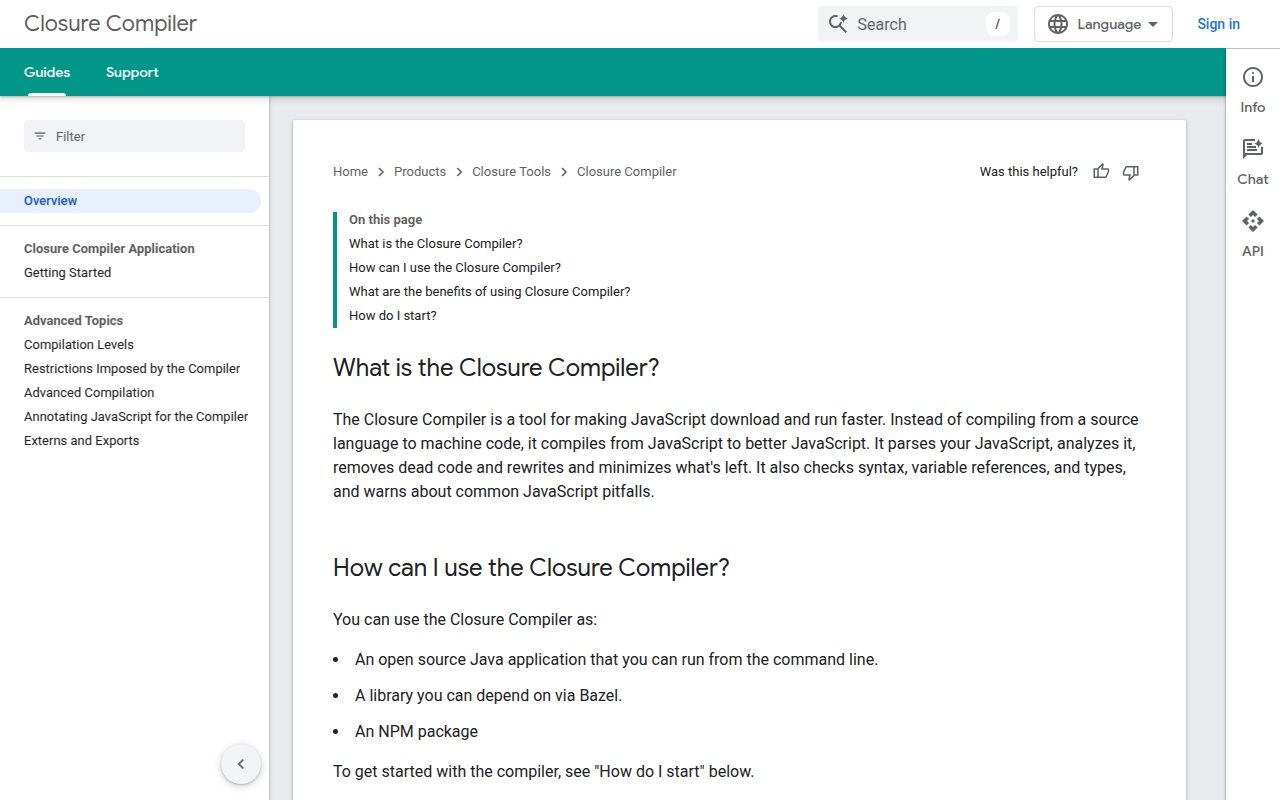 Closure Compiler
Search
/
Language
Sign in
Guides
Support
Info
Chat
API
Filter
Overview
Closure Compiler Application
Getting Started
Advanced Topics
Compilation Levels
Restrictions Imposed by the Compiler
Advanced Compilation
Annotating JavaScript for the Compiler
Externs and Exports
Home > Products > Closure Tools > Closure Compiler
Was this helpful?
On this page
What is the Closure Compiler?
How can I use the Closure Compiler?
What are the benefits of using Closure Compiler?
How do I start?
What is the Closure Compiler?
The Closure Compiler is a tool for making JavaScript download and run faster. Instead of compiling from a source
language to machine code, it compiles from JavaScript to better JavaScript. It parses your JavaScript, analyzes it,
removes dead code and rewrites and minimizes what's left. It also checks syntax, variable references, and types,
and warns about common JavaScript pitfalls.
How can I use the Closure Compiler?
You can use the Closure Compiler as:
• An open source Java application that you can run from the command line.
• A library you can depend on via Bazel.
• An NPM package
To get started with the compiler, see "How do I start" below.